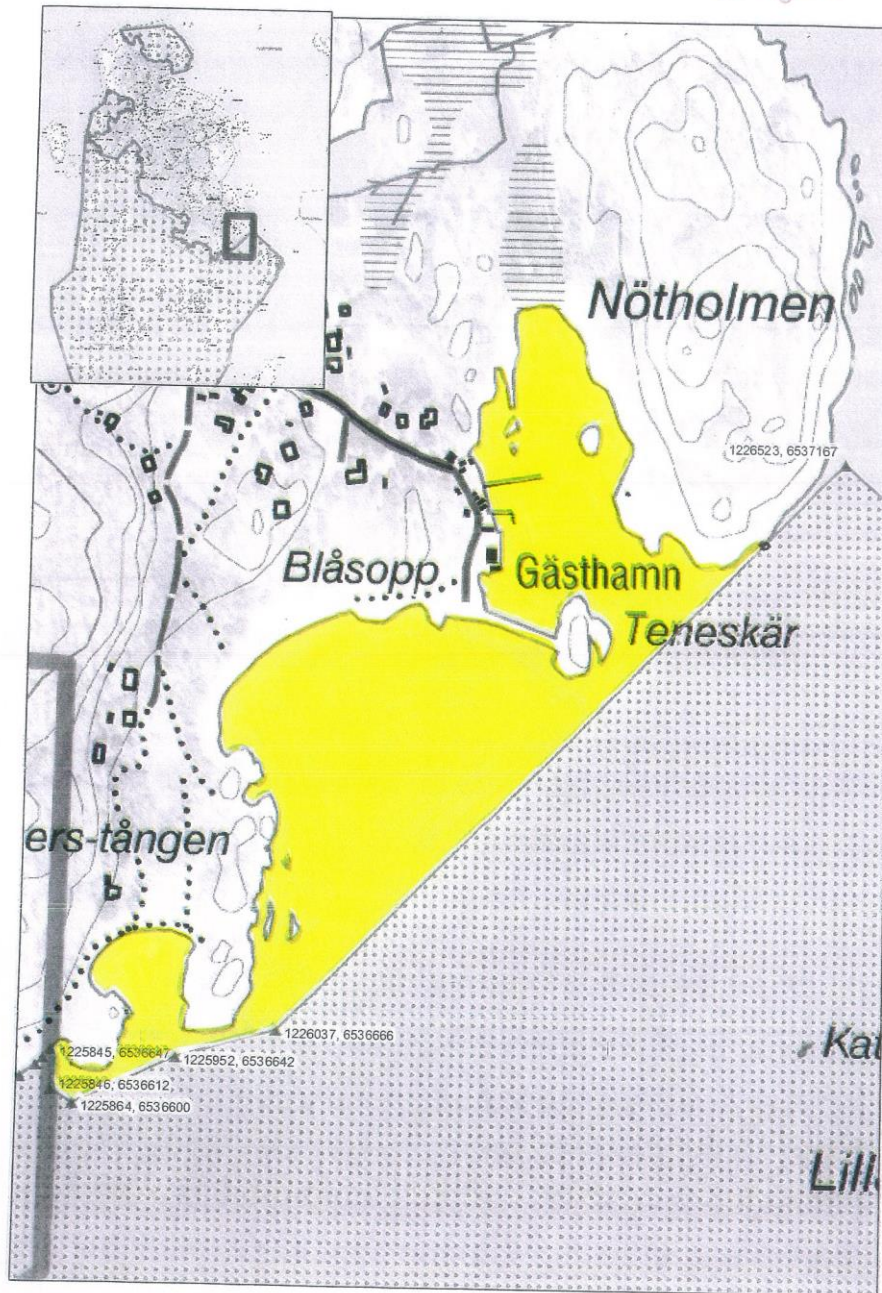 Nötholmen
1226523, 6537167
Blåsopp
Gästhamn
Teneskär
ers-tången
1226037, 6536666
Kat
1225845, 6536647
1225952, 6536642
1225846, 6536612
1225864, 6536600
Lill